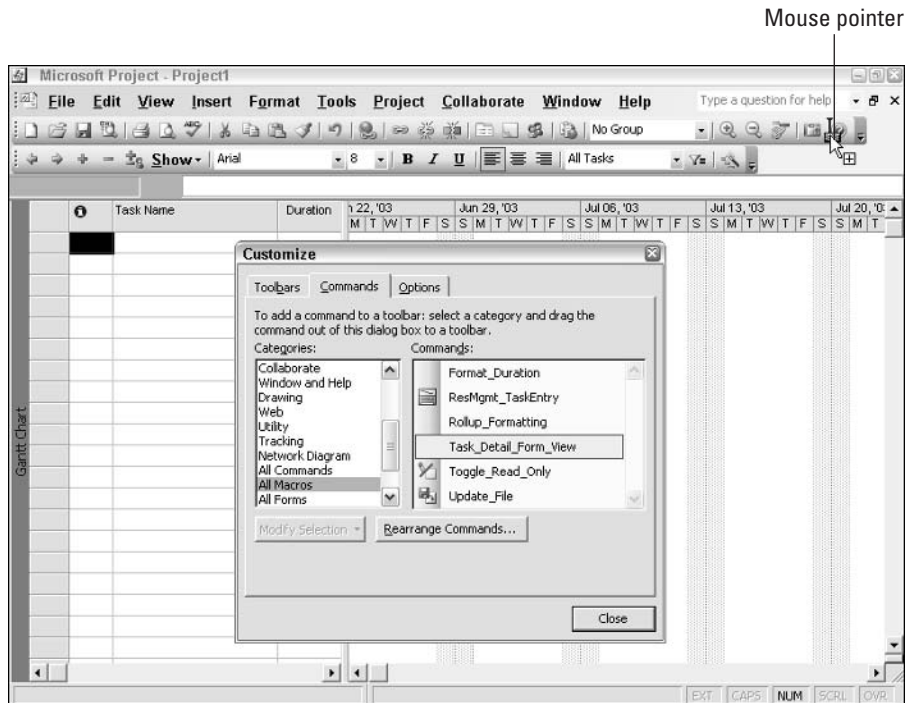 Mouse pointer
Microsoft Project - Project1
File Edit View Insert Format Tools Project Collaborate Window Help Type a question for help
No Group
Show Arial 8 B I U All Tasks
Task Name Duration 22, '03 Jun 29, '03 Jul 06, '03 Jul 13, '03 Jul 20, '0
M T W T F S S M T W T F S S M T W T F S S M T W T F S S M T
Customize
Toolbars Commands Options
To add a command to a toolbar: select a category and drag the
command out of this dialog box to a toolbar.
Categories: Commands:
Collaborate
Window and Help
Drawing
Web
Utility
Tracking
Network Diagram
All Commands
All Macros
All Forms
Format_Duration
ResMgmt_TaskEntry
Rollup_Formatting
Task_Detail_Form_View
Toggle_Read_Only
Update_File
Modify Selection Rearrange Commands...
Close
Gantt Chart
EXT CAPS NUM SCRL OVR